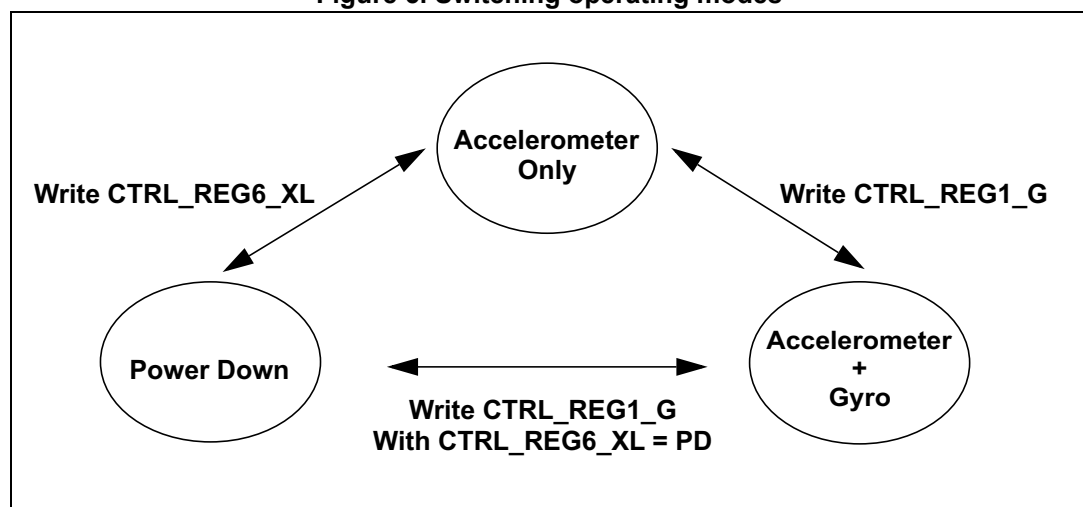 Figure 6. Switching operating modes
Accelerometer
Only
Write CTRL_REG6_XL
Write CTRL_REG1_G
Power Down
Accelerometer
+
Gyro
Write CTRL_REG1_G
With CTRL_REG6_XL = PD